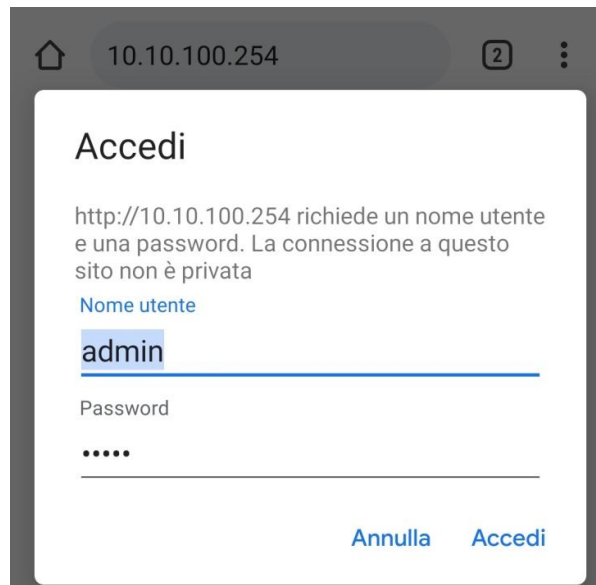 10.10.100.254
2
Accedi
http://10.10.100.254 richiede un nome utente
e una password. La connessione a questo
sito non è privata
Nome utente
admin
Password
•••••
Annulla
Accedi